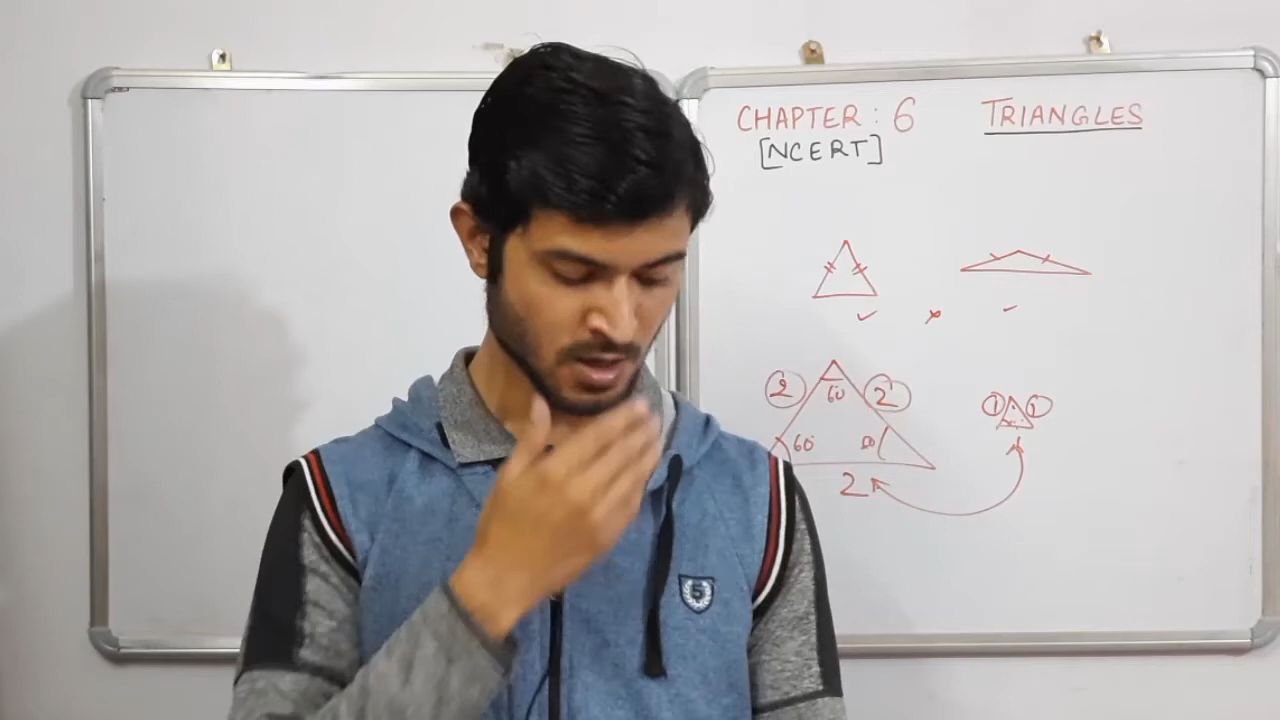 CHAPTER : 6 TRIANGLES
[NCERT]
2 60 2
1 1
60° 60
2
5